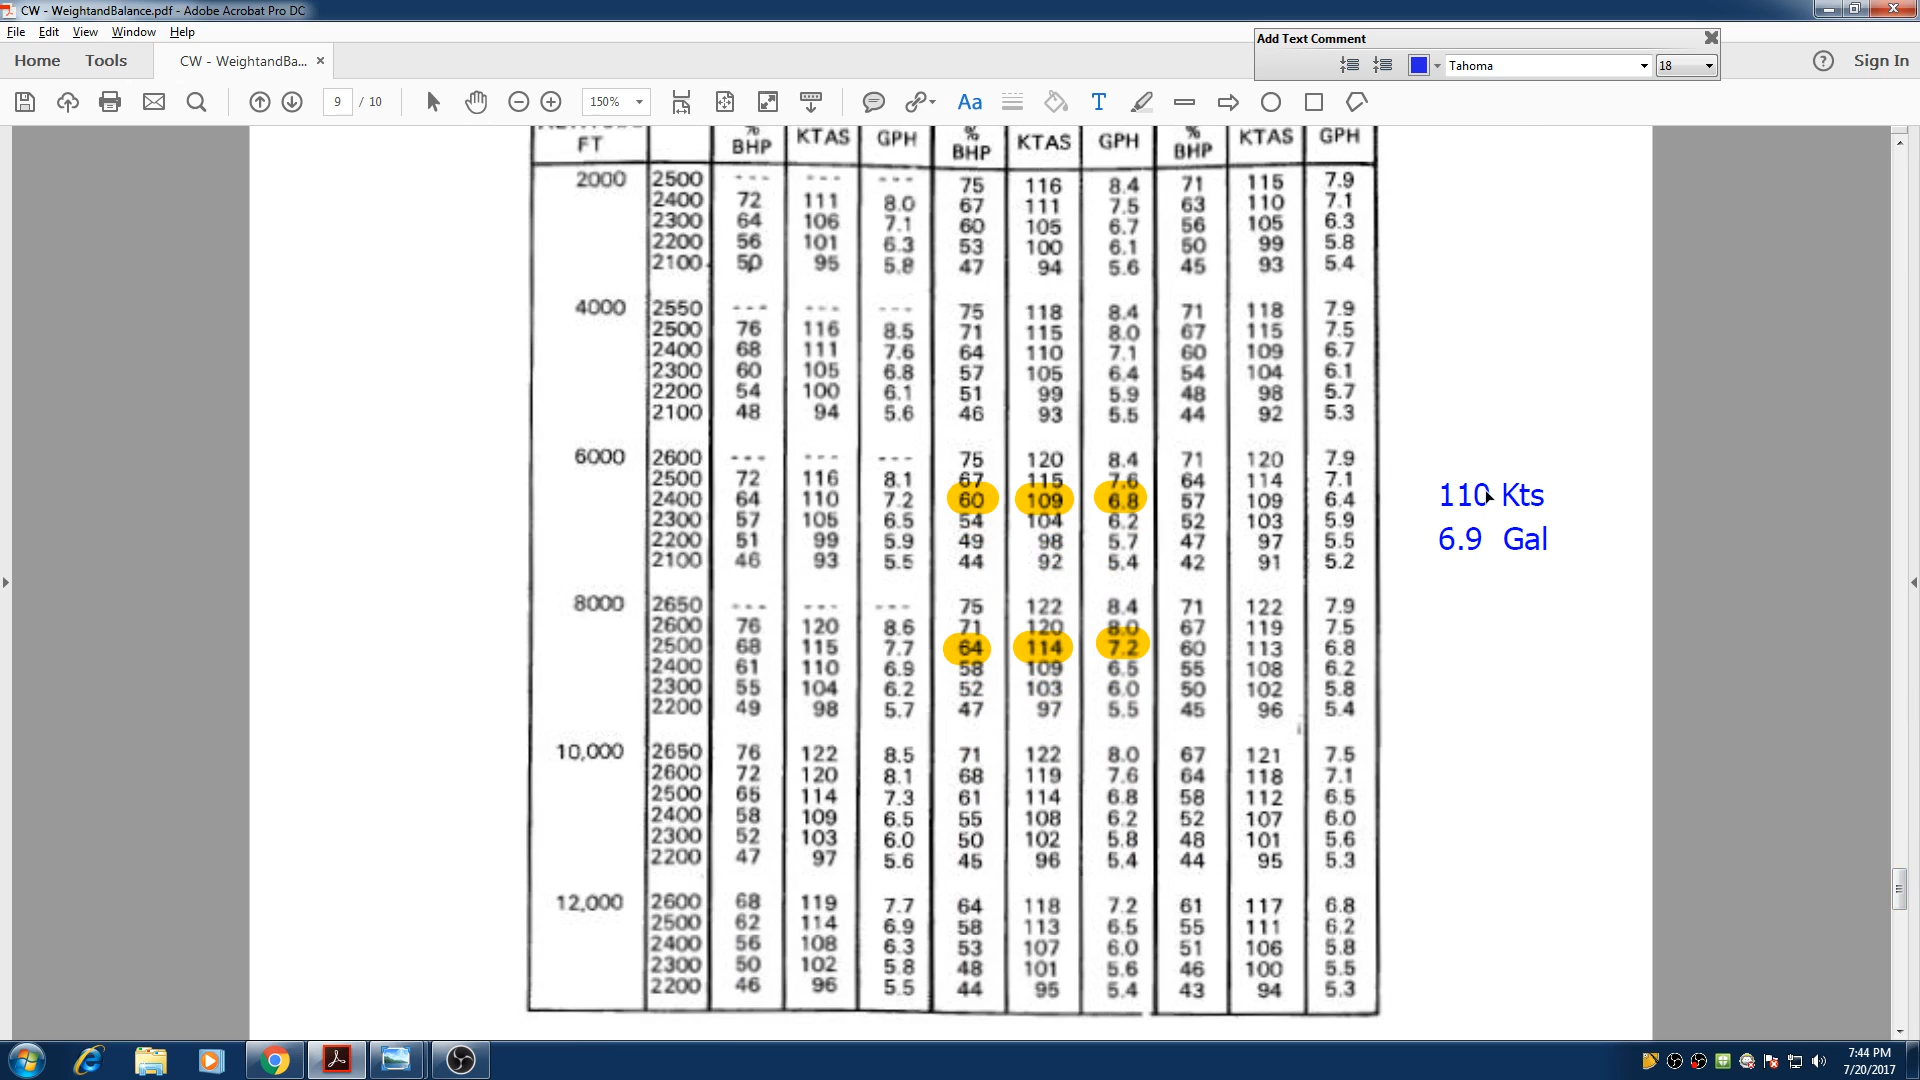 CW - WeightandBalance.pdf - Adobe Acrobat Pro DC
File Edit View Window Help
Add Text Comment
Home Tools CW - WeightandBa... × Tahoma 18 Sign In
9 / 10 150%
FT % BHP KTAS GPH % BHP KTAS GPH % BHP KTAS GPH
2000 2500 --- --- --- 75 116 8.4 71 115 7.9
2400 72 111 8.0 67 111 7.5 63 110 7.1
2300 64 106 7.1 60 105 6.7 56 105 6.3
2200 56 101 6.3 53 100 6.1 50 99 5.8
2100 50 95 5.8 47 94 5.6 45 93 5.4
4000 2550 --- --- --- 75 118 8.4 71 118 7.9
2500 76 116 8.5 71 115 8.0 67 115 7.5
2400 68 111 7.6 64 110 7.1 60 109 6.7
2300 60 105 6.8 57 105 6.4 54 104 6.1
2200 54 100 6.1 51 99 5.9 48 98 5.7
2100 48 94 5.6 46 93 5.5 44 92 5.3
6000 2600 --- --- --- 75 120 8.4 71 120 7.9
2500 72 116 8.1 67 115 7.6 64 114 7.1
2400 64 110 7.2 60 109 6.8 57 109 6.4
110 Kts
2300 57 105 6.5 54 104 6.2 52 103 5.9
2200 51 99 5.9 49 98 5.7 47 97 5.5
6.9 Gal
2100 46 93 5.5 44 92 5.4 42 91 5.2
8000 2650 --- --- --- 75 122 8.4 71 122 7.9
2600 76 120 8.6 71 120 8.0 67 119 7.5
2500 68 115 7.7 64 114 7.2 60 113 6.8
2400 61 110 6.9 58 109 6.5 55 108 6.2
2300 55 104 6.2 52 103 6.0 50 102 5.8
2200 49 98 5.7 47 97 5.5 45 96 5.4
10,000 2650 76 122 8.5 71 122 8.0 67 121 7.5
2600 72 120 8.1 68 119 7.6 64 118 7.1
2500 65 114 7.3 61 114 6.8 58 112 6.5
2400 58 109 6.5 55 108 6.2 52 107 6.0
2300 52 103 6.0 50 102 5.8 48 101 5.6
2200 47 97 5.6 45 96 5.4 44 95 5.3
12,000 2600 68 119 7.7 64 118 7.2 61 117 6.8
2500 62 114 6.9 58 113 6.5 55 111 6.2
2400 56 108 6.3 53 107 6.0 51 106 5.8
2300 50 102 5.8 48 101 5.6 46 100 5.5
2200 46 96 5.5 44 95 5.4 43 94 5.3
7:44 PM
7/20/2017